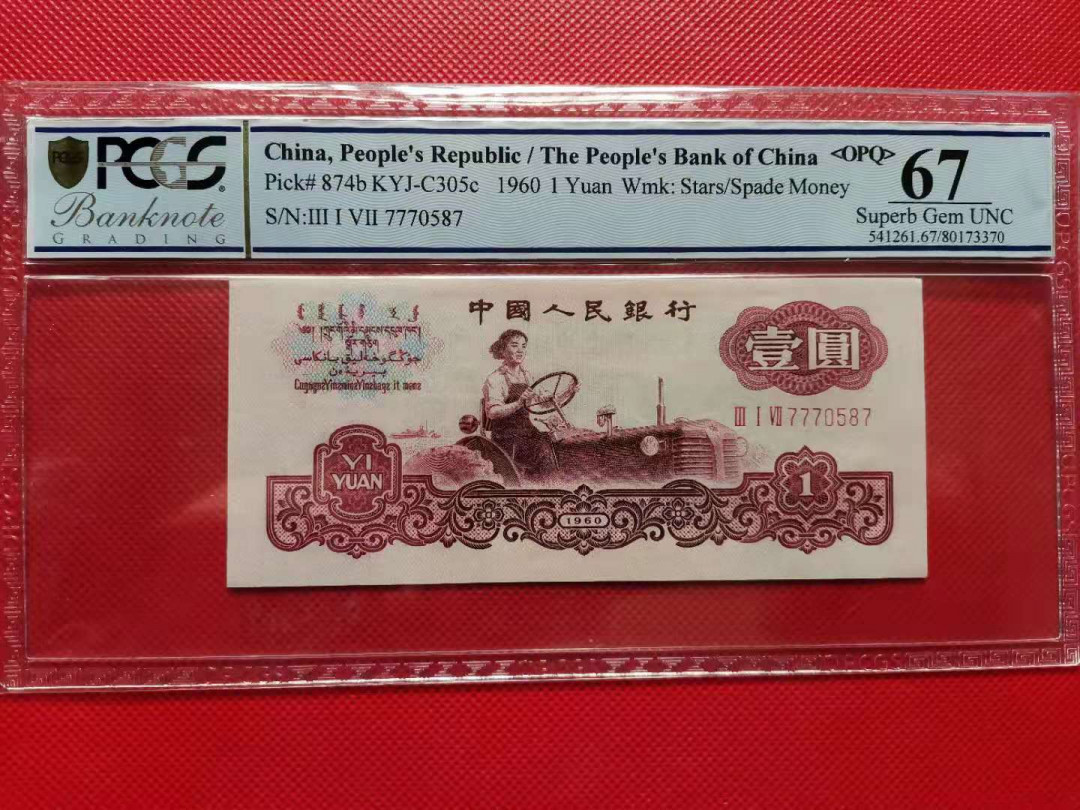 PCGS
Banknote
GRADING
China, People's Republic / The People's Bank of China <OPQ> 67
Pick# 874b KYJ-C305c 1960 1 Yuan Wmk: Stars/Spade Money
Superb Gem UNC
S/N:III I VII 7770587
541261.67/80173370
中國人民銀行
壹圓
III I VII 7770587
YI
YUAN
1
1960